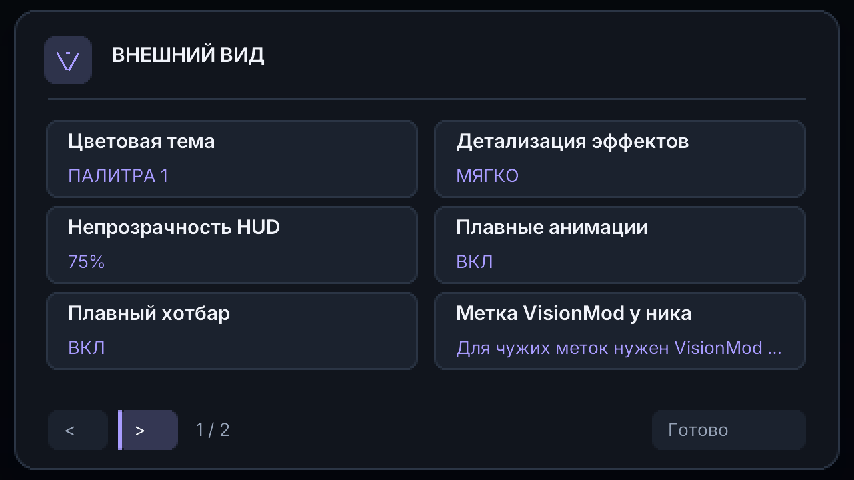 ВНЕШНИЙ ВИД
Цветовая тема
ПАЛИТРА 1
Детализация эффектов
МЯГКО
Непрозрачность HUD
75%
Плавные анимации
ВКЛ
Плавный хотбар
ВКЛ
Метка VisionMod у ника
Для чужих меток нужен VisionMod ...
<
>
1 / 2
Готово